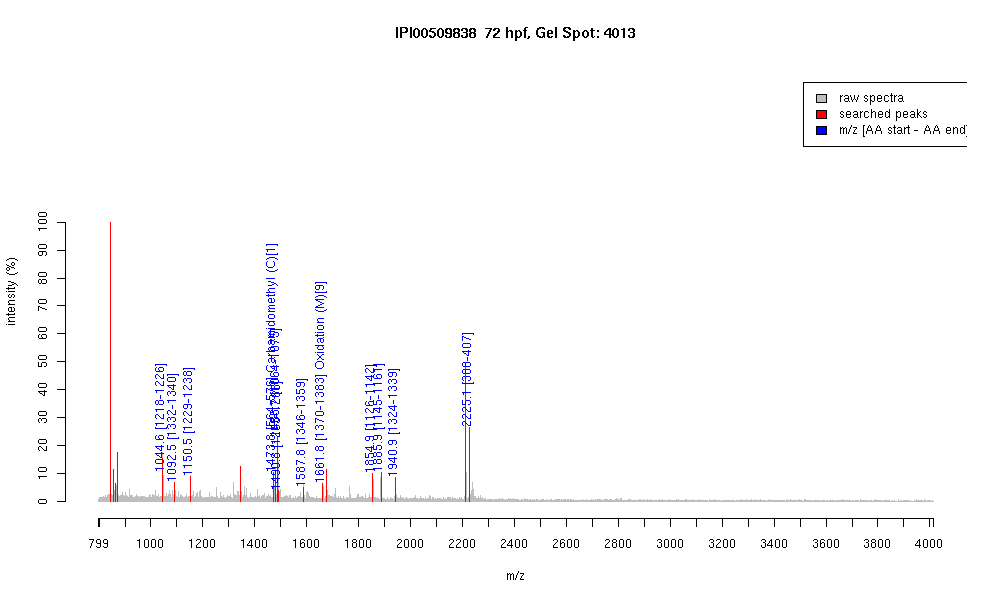 IPI00509838 72 hpf, Gel Spot: 4013
raw spectra
searched peaks
m/z [AA start - AA end]
intensity (%)
100
90
80
70
60
50
40
30
20
10
0
1044.6 [1218-1226]
1092.5 [1332-1340]
1150.5 [1229-1238]
Carbamidomethyl (C)[1]
1587.8 [1346-1359]
1661.8 [1370-1383] Oxidation (M)[9]
1854.9 [1126-1142]
1885.9 [1145-1161]
1940.9 [1324-1339]
2225.1 [388-407]
799 1000 1200 1400 1600 1800 2000 2200 2400 2600 2800 3000 3200 3400 3600 3800 4000
m/z